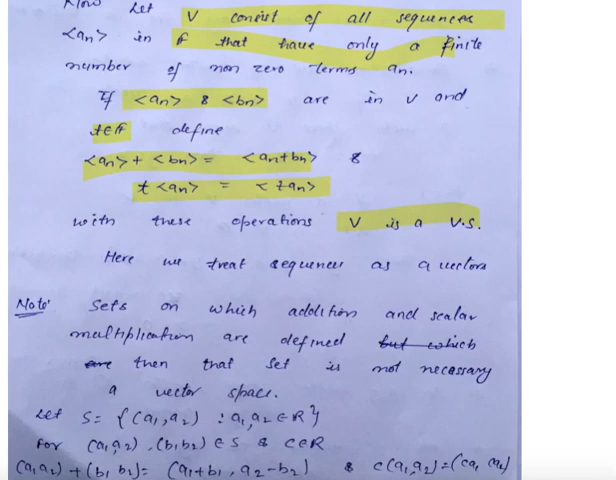 Now Let V consist of all sequences
<an> in F that have only a finite
number of non zero terms an.
If <an> & <bn> are in V and
t∈F define
<an> + <bn> = <an+bn> &
t <an> = <tan>
with these operations V is a V.S.
Here we treat sequences as a vectors
Note' Sets on which addition and scalar
multiplication are defined but which
are then that set is not necessary
a vector space.
Let S = {(a1, a2) : a1, a2 ∈ R}
For (a1, a2), (b1 b2) ∈ S & C∈R
(a1, a2) + (b1 b2) = (a1+b1, a2-b2) & c(a1, a2) = (ca1 ca2)